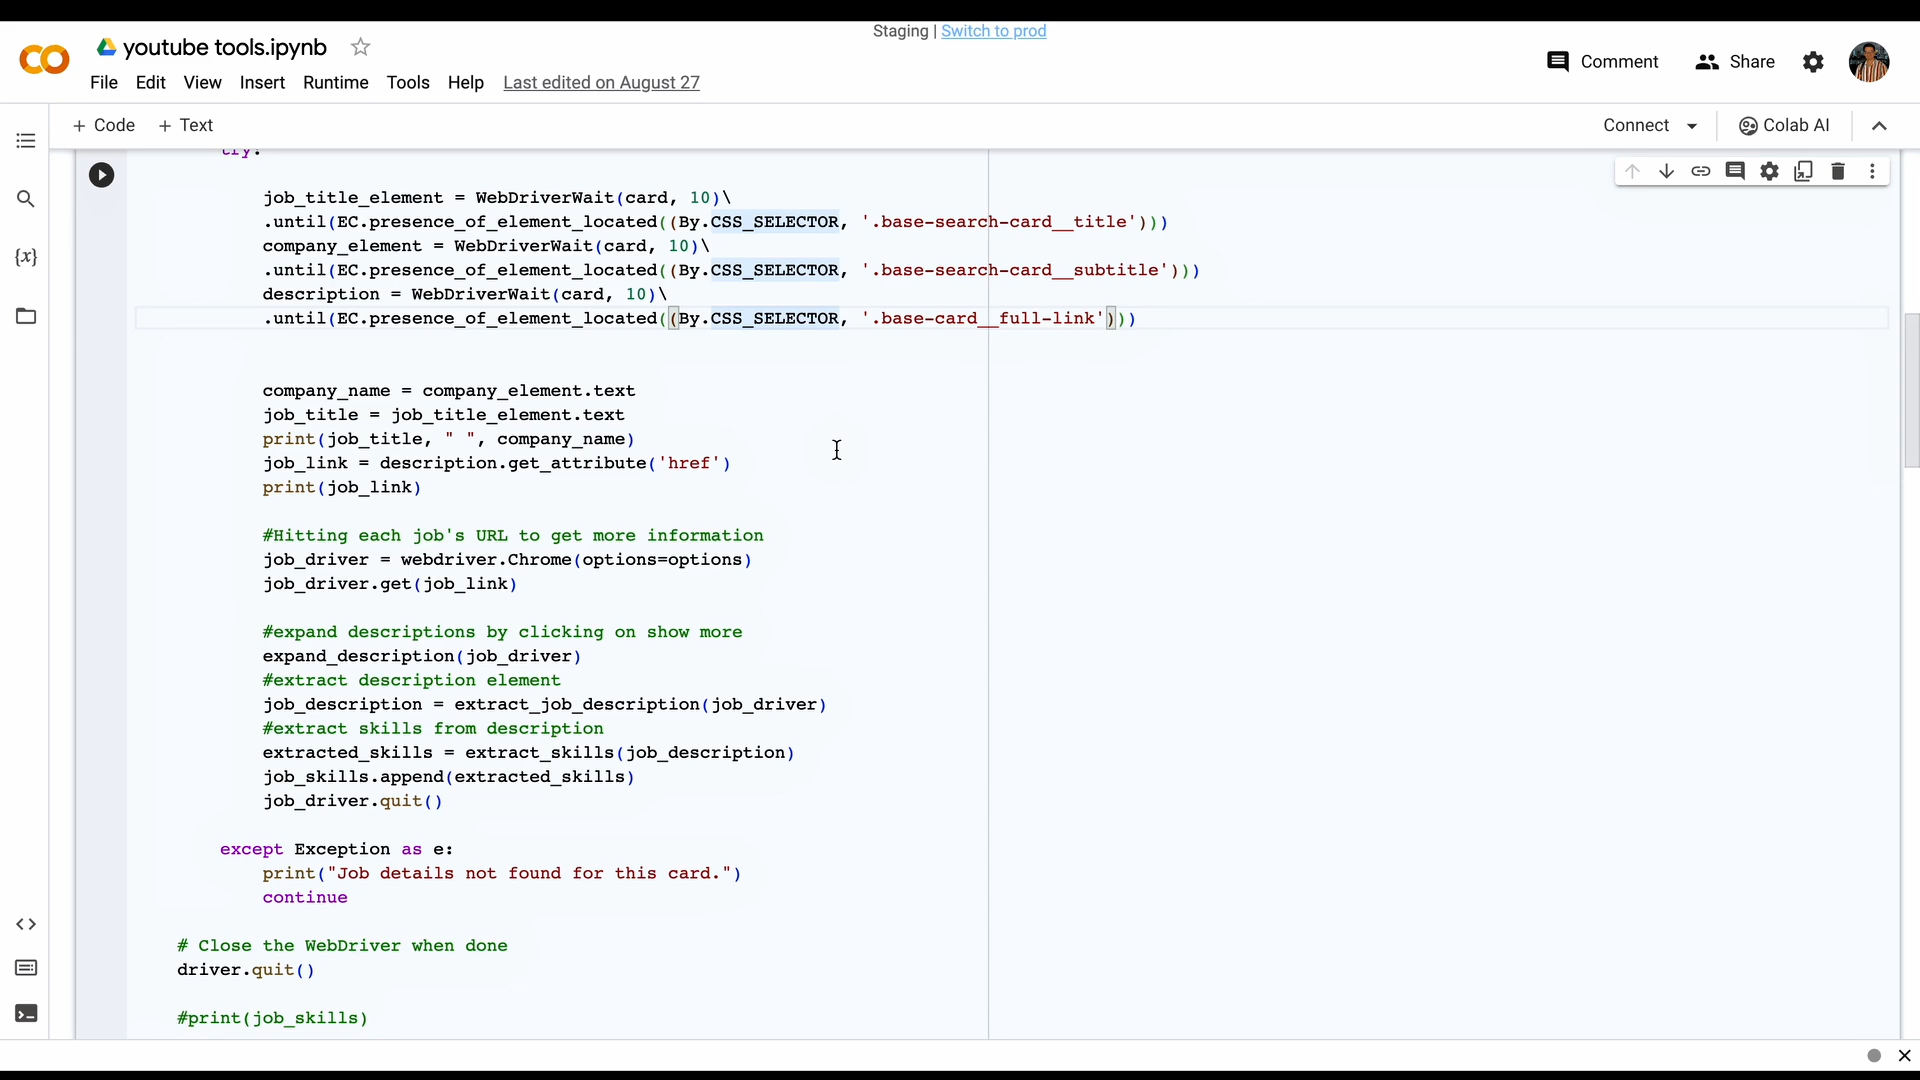 Staging | Switch to prod
youtube tools.ipynb
Comment
Share
File Edit View Insert Runtime Tools Help Last edited on August 27
+ Code + Text
Connect
Colab AI
try:
job_title_element = WebDriverWait(card, 10)\
.until(EC.presence_of_element_located((By.CSS_SELECTOR, '.base-search-card__title')))
company_element = WebDriverWait(card, 10)\
.until(EC.presence_of_element_located((By.CSS_SELECTOR, '.base-search-card__subtitle')))
description = WebDriverWait(card, 10)\
.until(EC.presence_of_element_located((By.CSS_SELECTOR, '.base-card__full-link')))
company_name = company_element.text
job_title = job_title_element.text
print(job_title, " ", company_name)
job_link = description.get_attribute('href')
print(job_link)
#Hitting each job's URL to get more information
job_driver = webdriver.Chrome(options=options)
job_driver.get(job_link)
#expand descriptions by clicking on show more
expand_description(job_driver)
#extract description element
job_description = extract_job_description(job_driver)
#extract skills from description
extracted_skills = extract_skills(job_description)
job_skills.append(extracted_skills)
job_driver.quit()
except Exception as e:
print("Job details not found for this card.")
continue
# Close the WebDriver when done
driver.quit()
#print(job_skills)